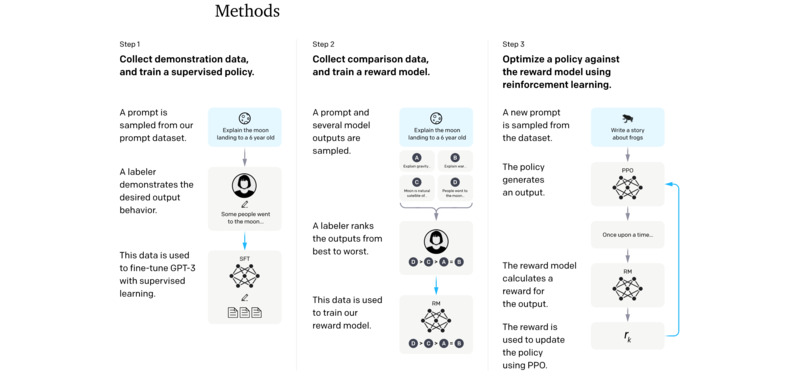 Methods
Step 1
Collect demonstration data,
and train a supervised policy.
A prompt is
sampled from our
prompt dataset.
Explain the moon
landing to a 6 year old
A labeler
demonstrates the
desired output
behavior.
Some people went
to the moon...
This data is used
to fine-tune GPT-3
with supervised
learning.
SFT
Step 2
Collect comparison data,
and train a reward model.
A prompt and
several model
outputs are
sampled.
Explain the moon
landing to a 6 year old
A
Explain gravity...
B
Explain war...
C
Moon is natural
satellite of...
D
People went to
the moon...
A labeler ranks
the outputs from
best to worst.
D > C > A = B
This data is used
to train our
reward model.
RM
D > C > A = B
Step 3
Optimize a policy against
the reward model using
reinforcement learning.
A new prompt
is sampled from
the dataset.
Write a story
about frogs
The policy
generates
an output.
PPO
Once upon a time...
The reward model
calculates a
reward for
the output.
RM
The reward is
used to update
the policy
using PPO.
rk